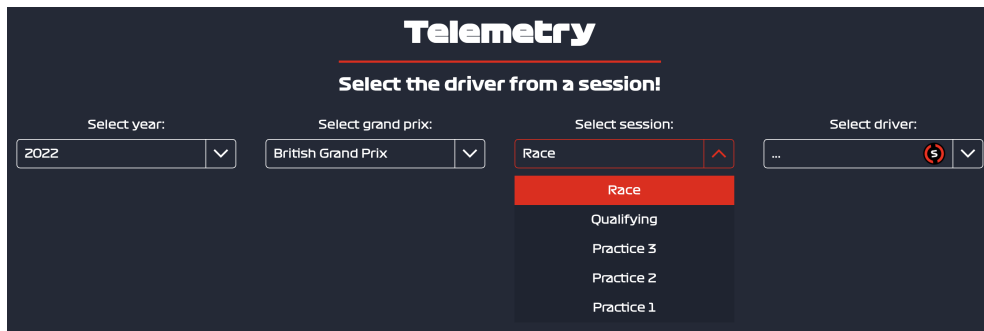 Telemetry
Select the driver from a session!
Select year: Select grand prix: Select session: Select driver:
2022 British Grand Prix Race ... S
Race
Qualifying
Practice 3
Practice 2
Practice 1